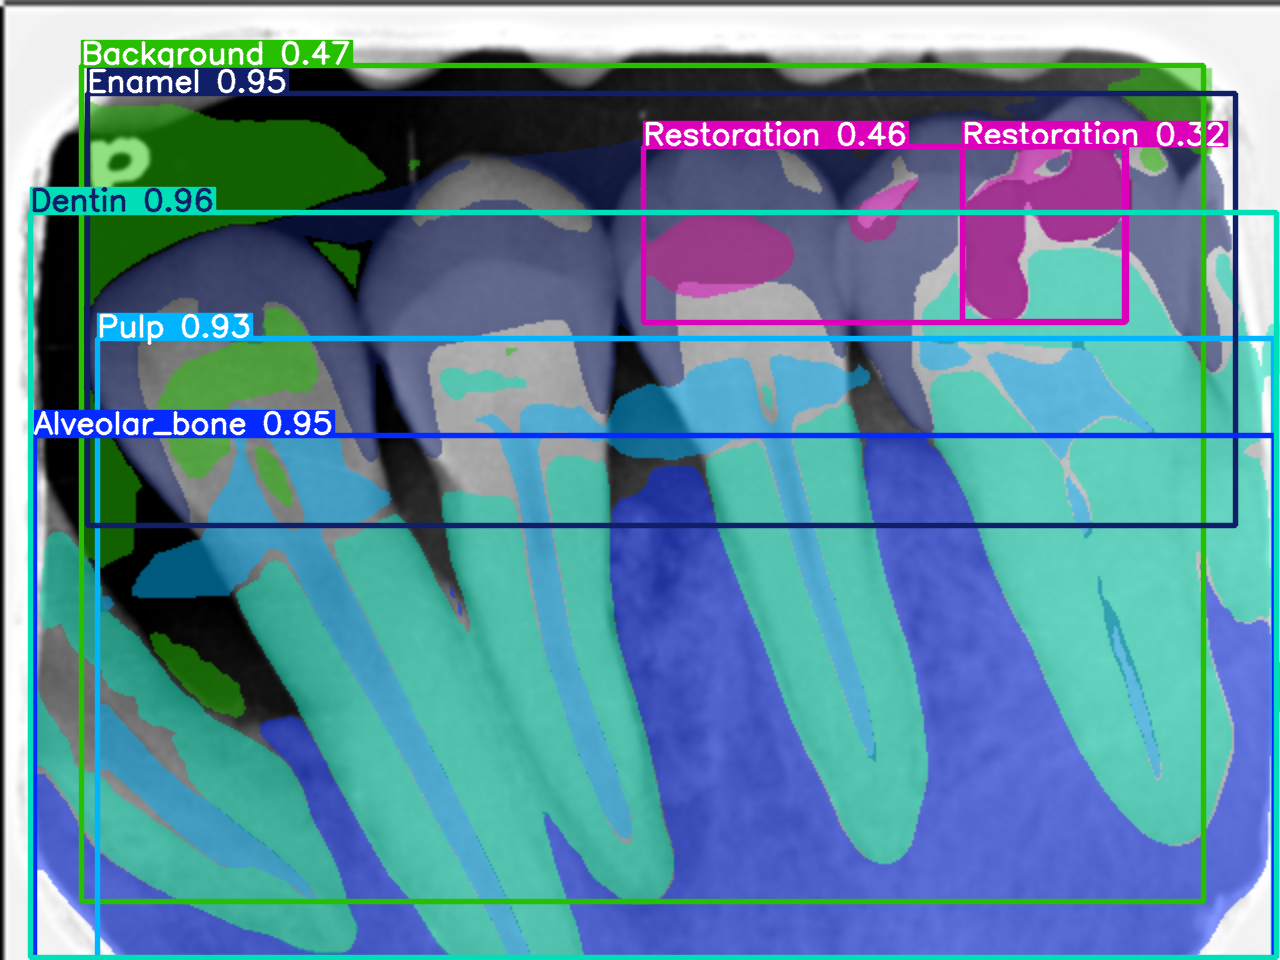 Background 0.47
Enamel 0.95
Restoration 0.46
Restoration 0.32
Dentin 0.96
Pulp 0.93
Alveolar_bone 0.95